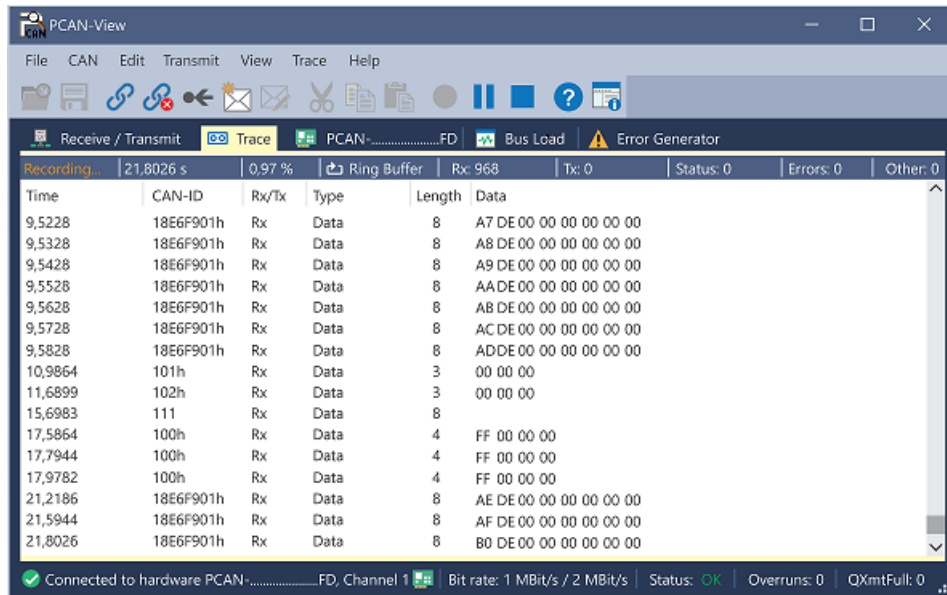 PCAN-View
File CAN Edit Transmit View Trace Help
Receive / Transmit Trace PCAN-.....................FD Bus Load Error Generator
Recording... 21,8026 s 0,97 % Ring Buffer Rx: 968 Tx: 0 Status: 0 Errors: 0 Other: 0
Time CAN-ID Rx/Tx Type Length Data
9,5228 18E6F901h Rx Data 8 A7 DE 00 00 00 00 00 00
9,5328 18E6F901h Rx Data 8 A8 DE 00 00 00 00 00 00
9,5428 18E6F901h Rx Data 8 A9 DE 00 00 00 00 00 00
9,5528 18E6F901h Rx Data 8 AA DE 00 00 00 00 00 00
9,5628 18E6F901h Rx Data 8 AB DE 00 00 00 00 00 00
9,5728 18E6F901h Rx Data 8 AC DE 00 00 00 00 00 00
9,5828 18E6F901h Rx Data 8 AD DE 00 00 00 00 00 00
10,9864 101h Rx Data 3 00 00 00
11,6899 102h Rx Data 3 00 00 00
15,6983 111 Rx Data 8
17,5864 100h Rx Data 4 FF 00 00 00
17,7944 100h Rx Data 4 FF 00 00 00
17,9782 100h Rx Data 4 FF 00 00 00
21,2186 18E6F901h Rx Data 8 AE DE 00 00 00 00 00 00
21,5944 18E6F901h Rx Data 8 AF DE 00 00 00 00 00 00
21,8026 18E6F901h Rx Data 8 B0 DE 00 00 00 00 00 00
Connected to hardware PCAN-.....................FD, Channel 1 Bit rate: 1 MBit/s / 2 MBit/s Status: OK Overruns: 0 QXmtFull: 0